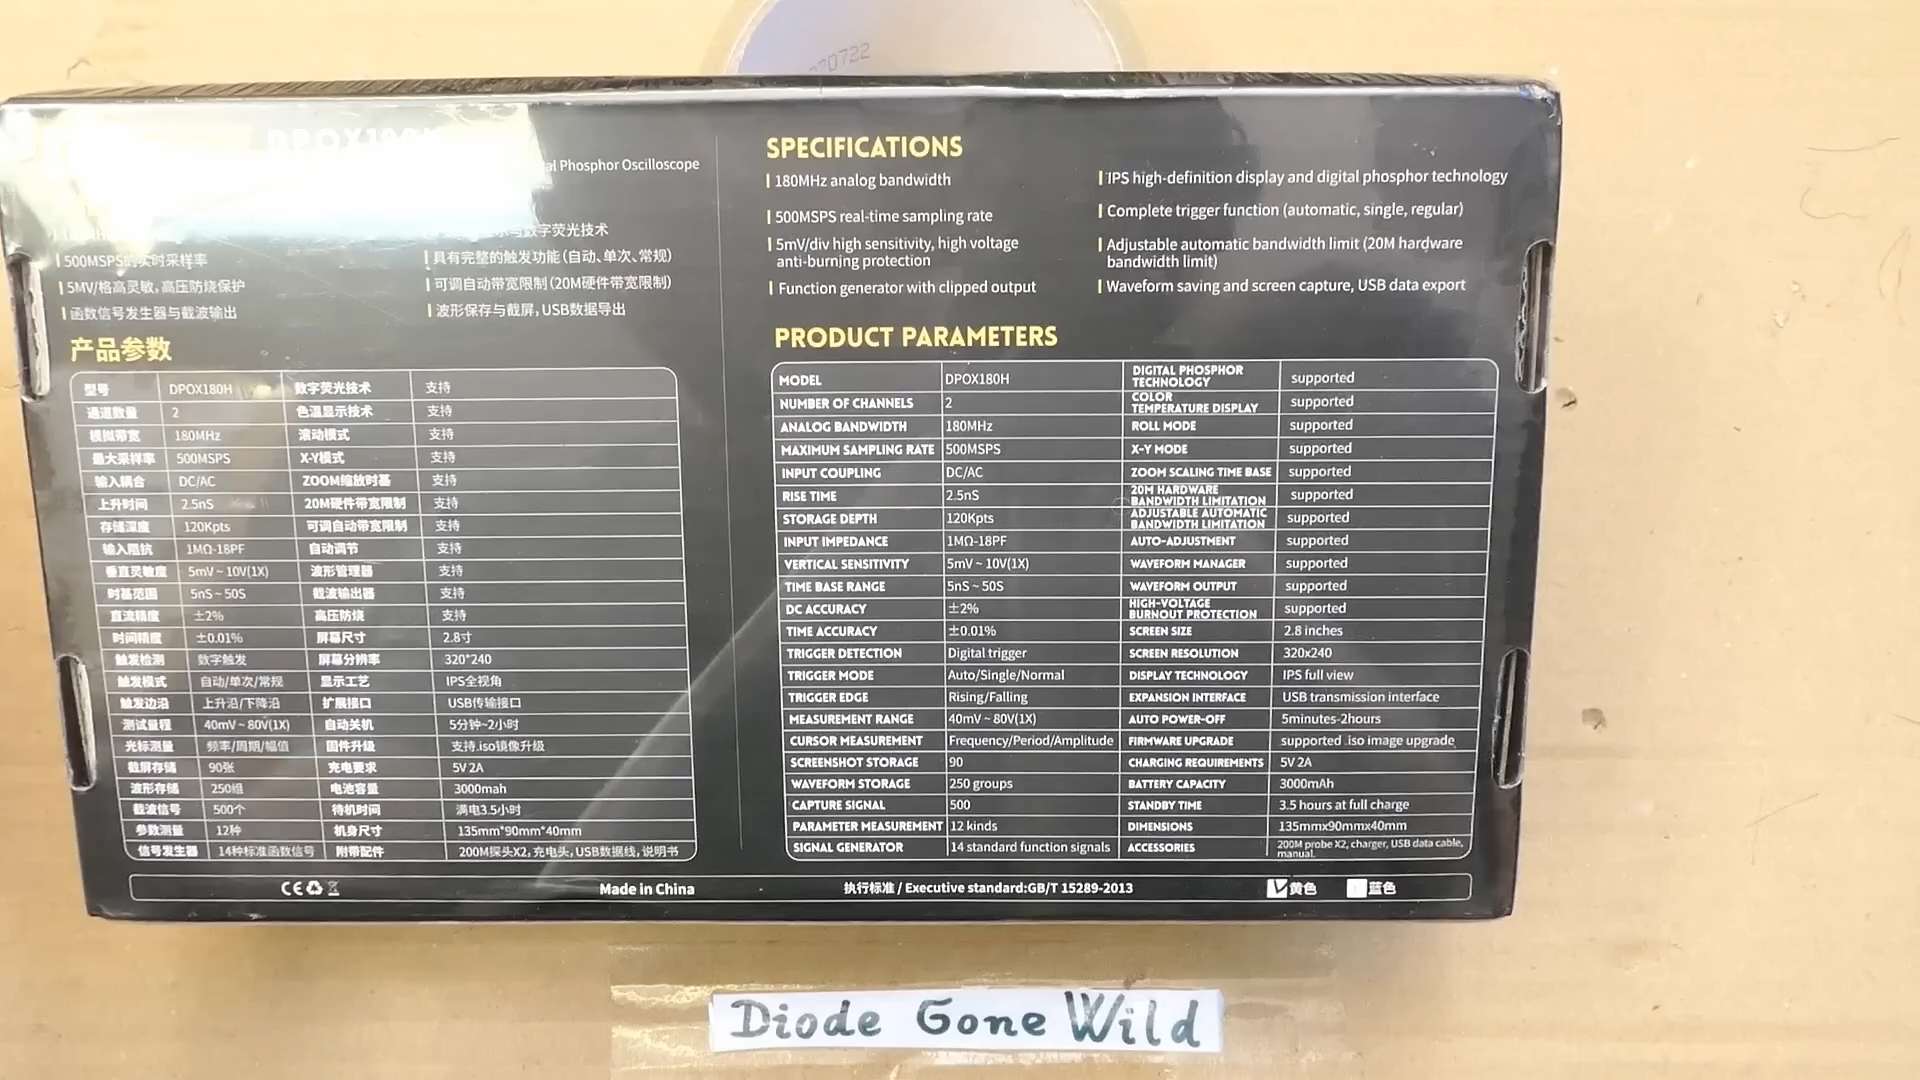 70722
DPOX180H
Phosphor Oscilloscope
数字荧光技术
500MSPS的实时采样率
具有完整的触发功能(自动、单次、常规)
5MV/格高灵敏,高压防烧保护
可调自动带宽限制(20M硬件带宽限制)
函数信号发生器与截波输出
波形保存与截屏,USB数据导出
产品参数
型号 DPOX180H 数字荧光技术 支持
通道数量 2 色温显示技术 支持
模拟带宽 180MHz 滚动模式 支持
最大采样率 500MSPS X-Y模式 支持
输入耦合 DC/AC ZOOM缩放时基 支持
上升时间 2.5nS 20M硬件带宽限制 支持
存储深度 120Kpts 可调自动带宽限制 支持
输入阻抗 1MΩ-18PF 自动调节 支持
垂直灵敏度 5mV ~ 10V(1X) 波形管理器 支持
时基范围 5nS ~ 50S 截波输出器 支持
直流精度 ±2% 高压防烧 支持
时间精度 ±0.01% 屏幕尺寸 2.8寸
触发检测 数字触发 屏幕分辨率 320*240
触发模式 自动/单次/常规 显示工艺 IPS全视角
触发边沿 上升沿/下降沿 扩展接口 USB传输接口
测试量程 40mV ~ 80V(1X) 自动关机 5分钟~2小时
光标测量 频率/周期/幅值 固件升级 支持.iso镜像升级
截屏存储 90张 充电要求 5V 2A
波形存储 250组 电池容量 3000mah
截波信号 500个 待机时间 满电3.5小时
参数测量 12种 机身尺寸 135mm*90mm*40mm
信号发生器 14种标准函数信号 附带配件 200M探头X2,充电头,USB数据线,说明书
SPECIFICATIONS
180MHz analog bandwidth
IPS high-definition display and digital phosphor technology
500MSPS real-time sampling rate
Complete trigger function (automatic, single, regular)
5mV/div high sensitivity, high voltage
anti-burning protection
Adjustable automatic bandwidth limit (20M hardware
bandwidth limit)
Function generator with clipped output
Waveform saving and screen capture, USB data export
PRODUCT PARAMETERS
MODEL DPOX180H DIGITAL PHOSPHOR TECHNOLOGY supported
NUMBER OF CHANNELS 2 COLOR TEMPERATURE DISPLAY supported
ANALOG BANDWIDTH 180MHz ROLL MODE supported
MAXIMUM SAMPLING RATE 500MSPS X-Y MODE supported
INPUT COUPLING DC/AC ZOOM SCALING TIME BASE supported
RISE TIME 2.5nS 20M HARDWARE BANDWIDTH LIMITATION supported
STORAGE DEPTH 120Kpts ADJUSTABLE AUTOMATIC BANDWIDTH LIMITATION supported
INPUT IMPEDANCE 1MΩ-18PF AUTO-ADJUSTMENT supported
VERTICAL SENSITIVITY 5mV ~ 10V(1X) WAVEFORM MANAGER supported
TIME BASE RANGE 5nS ~ 50S WAVEFORM OUTPUT supported
DC ACCURACY ±2% HIGH-VOLTAGE BURNOUT PROTECTION supported
TIME ACCURACY ±0.01% SCREEN SIZE 2.8 inches
TRIGGER DETECTION Digital trigger SCREEN RESOLUTION 320x240
TRIGGER MODE Auto/Single/Normal DISPLAY TECHNOLOGY IPS full view
TRIGGER EDGE Rising/Falling EXPANSION INTERFACE USB transmission interface
MEASUREMENT RANGE 40mV ~ 80V(1X) AUTO POWER-OFF 5minutes-2hours
CURSOR MEASUREMENT Frequency/Period/Amplitude FIRMWARE UPGRADE supported .iso image upgrade
SCREENSHOT STORAGE 90 CHARGING REQUIREMENTS 5V 2A
WAVEFORM STORAGE 250 groups BATTERY CAPACITY 3000mAh
CAPTURE SIGNAL 500 STANDBY TIME 3.5 hours at full charge
PARAMETER MEASUREMENT 12 kinds DIMENSIONS 135mmx90mmx40mm
SIGNAL GENERATOR 14 standard function signals ACCESSORIES 200M probe X2, charger, USB data cable, manual.
CE Made in China 执行标准 / Executive standard:GB/T 15289-2013 黄色 蓝色
Diode Gone Wild